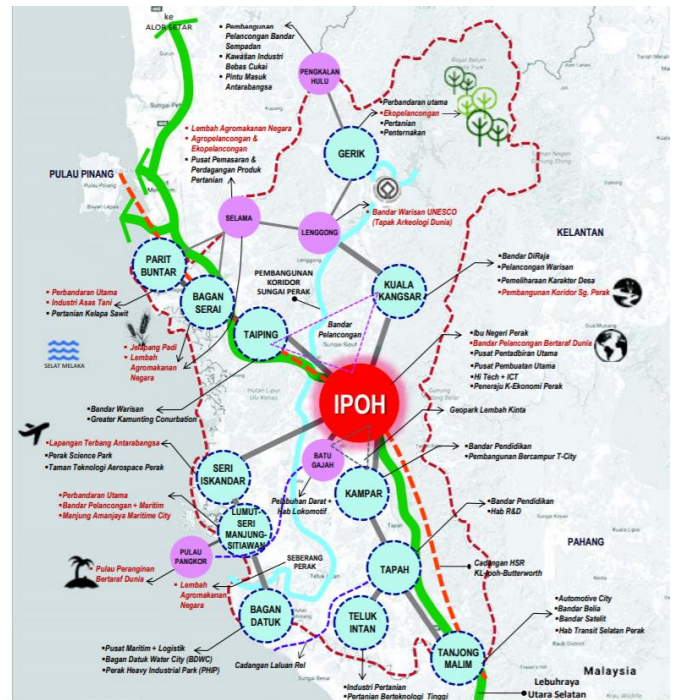 ke
ALOR SETAR
•Pembangunan
Pelancongan Bandar
Sempadan
•Kawasan Industri
Bebas Cukai
•Pintu Masuk
Antarabangsa
PENGKALAN
HULU
•Perbandaran utama
•Ekopelancongan
•Pertanian
•Penternakan
GERIK
•Lembah Agromakanan Negara
•Agropelancongan &
Ekopelancongan
•Pusat Pemasaran &
Perdagangan Produk
Pertanian
PULAU PINANG
SELAMA
LENGGONG
•Bandar Warisan UNESCO
(Tapak Arkeologi Dunia)
KELANTAN
PARIT
BUNTAR
•Perbandaran Utama
•Industri Asas Tani
•Pertanian Kelapa Sawit
BAGAN
SERAI
PEMBANGUNAN
KORIDOR
SUNGAI PERAK
KUALA
KANGSAR
•Bandar DiRaja
•Pelancongan Warisan
•Pemeliharaan Karakter Desa
•Pembangunan Koridor Sg. Perak
TAIPING
Bandar
Pelancongan
SELAT MELAKA
•Jelapang Padi
•Lembah
Agromakanan
Negara
•Ibu Negeri Perak
•Bandar Pelancongan Bertaraf Dunia
•Pusat Pentadbiran Utama
•Pusat Pembuatan Utama
•Hi Tech + ICT
•Peneraju K-Ekonomi Perak
IPOH
•Bandar Warisan
•Greater Kamunting Conurbation
Geopark Lembah Kinta
•Lapangan Terbang Antarabangsa
•Perak Science Park
•Taman Teknologi Aerospace Perak
BATU
GAJAH
•Bandar Pendidikan
•Pembangunan Bercampur T-City
SERI
ISKANDAR
KAMPAR
•Perbandaran Utama
•Bandar Pelancongan + Maritim
•Manjung Amanjaya Maritime City
Pelabuhan Darat +
Hab Lokomotif
•Bandar Pendidikan
•Hab R&D
LUMUT-
SERI
MANJUNG-
SITIAWAN
PULAU
PANGKOR
•Pulau Peranginan
Bertaraf Dunia
SEBERANG
PERAK
•Lembah
Agromakanan
Negara
TAPAH
Cadangan HSR
KL-Ipoh-Butterworth
PAHANG
BAGAN
DATUK
TELUK
INTAN
•Automotive City
•Bandar Belia
•Bandar Satelit
•Hab Transit Selatan Perak
TANJONG
MALIM
•Pusat Maritim + Logistik
•Bagan Datuk Water City (BDWC)
•Perak Heavy Industrial Park (PHIP)
Cadangan Laluan Rel
•Industri Pertanian
•Pertanian Berteknologi Tinggi
Malaysia
Lebuhraya
Utara Selatan